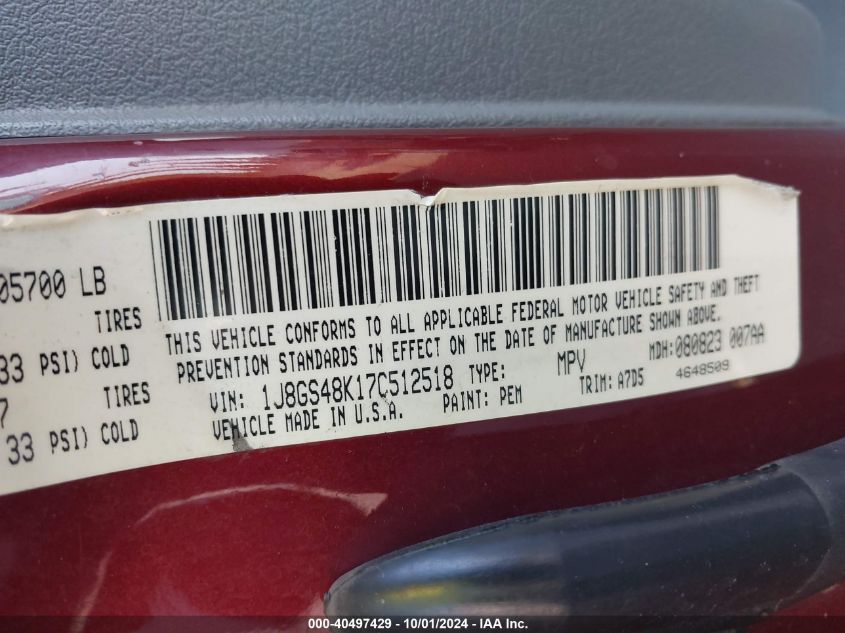 05700 LB
TIRES
33 PSI) COLD
7 TIRES
33 PSI) COLD
THIS VEHICLE CONFORMS TO ALL APPLICABLE FEDERAL MOTOR VEHICLE SAFETY AND THEFT
PREVENTION STANDARDS IN EFFECT ON THE DATE OF MANUFACTURE SHOWN ABOVE.
VIN: 1J8GS48K17C512518 TYPE: MPV MDH: 080823 007AA
VEHICLE MADE IN U.S.A. PAINT: PEM TRIM: A7D5 4648509
000-40497429 - 10/01/2024 - IAA Inc.